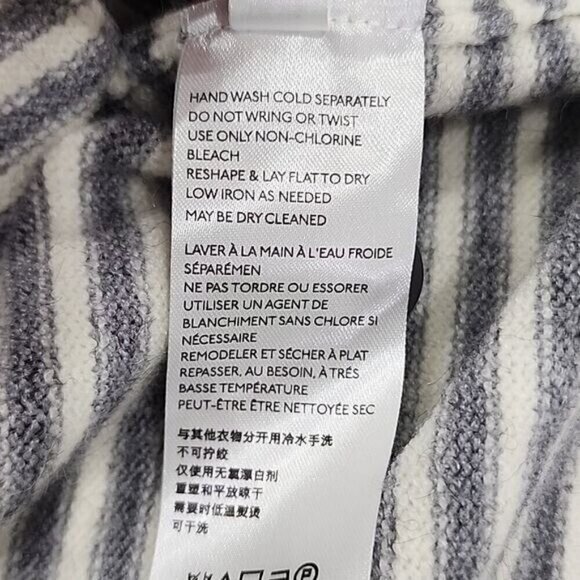 HAND WASH COLD SEPARATELY
DO NOT WRING OR TWIST
USE ONLY NON-CHLORINE
BLEACH
RESHAPE & LAY FLAT TO DRY
LOW IRON AS NEEDED
MAY BE DRY CLEANED
LAVER À LA MAIN À L'EAU FROIDE
SÉPARÉMEN
NE PAS TORDRE OU ESSORER
UTILISER UN AGENT DE
BLANCHIMENT SANS CHLORE SI
NÉCESSAIRE
REMODELER ET SÉCHER À PLAT
REPASSER, AU BESOIN, À TRÉS
BASSE TEMPÉRATURE
PEUT-ÊTRE ÊTRE NETTOYÉE SEC
与其他衣物分开用冷水手洗
不可拧绞
仅使用无氯漂白剂
重塑和平放晾干
需要时低温熨烫
可干洗
P